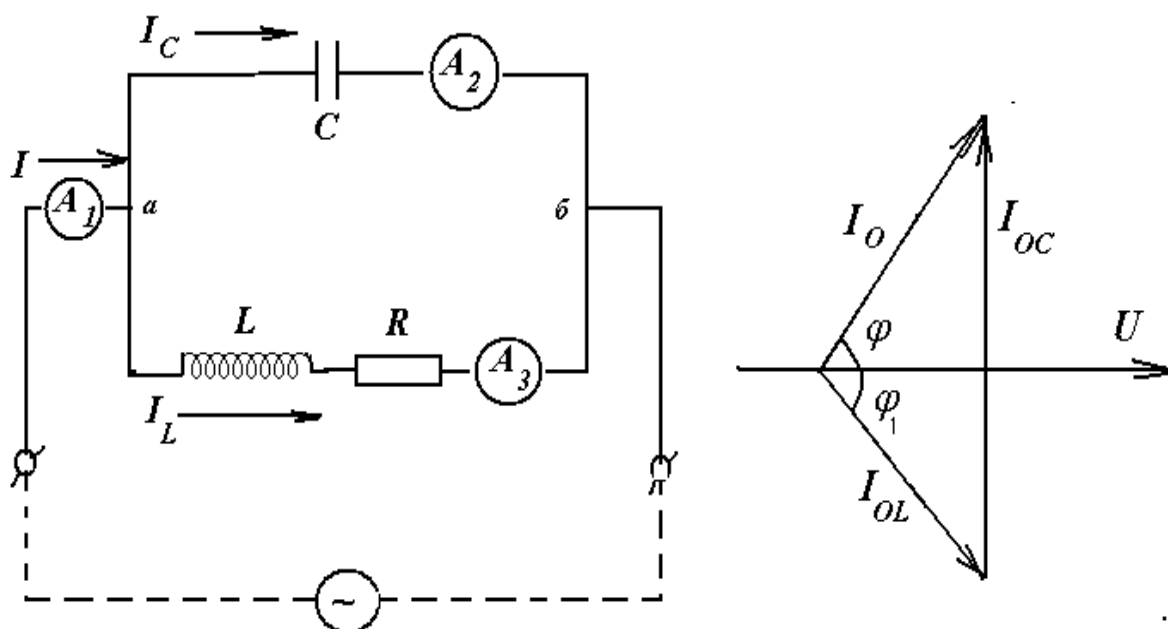 I_C
A_2
C
I
A_1
а
б
L
R
A_3
I_L
~
I_O
I_OC
U
φ
φ_1
I_OL